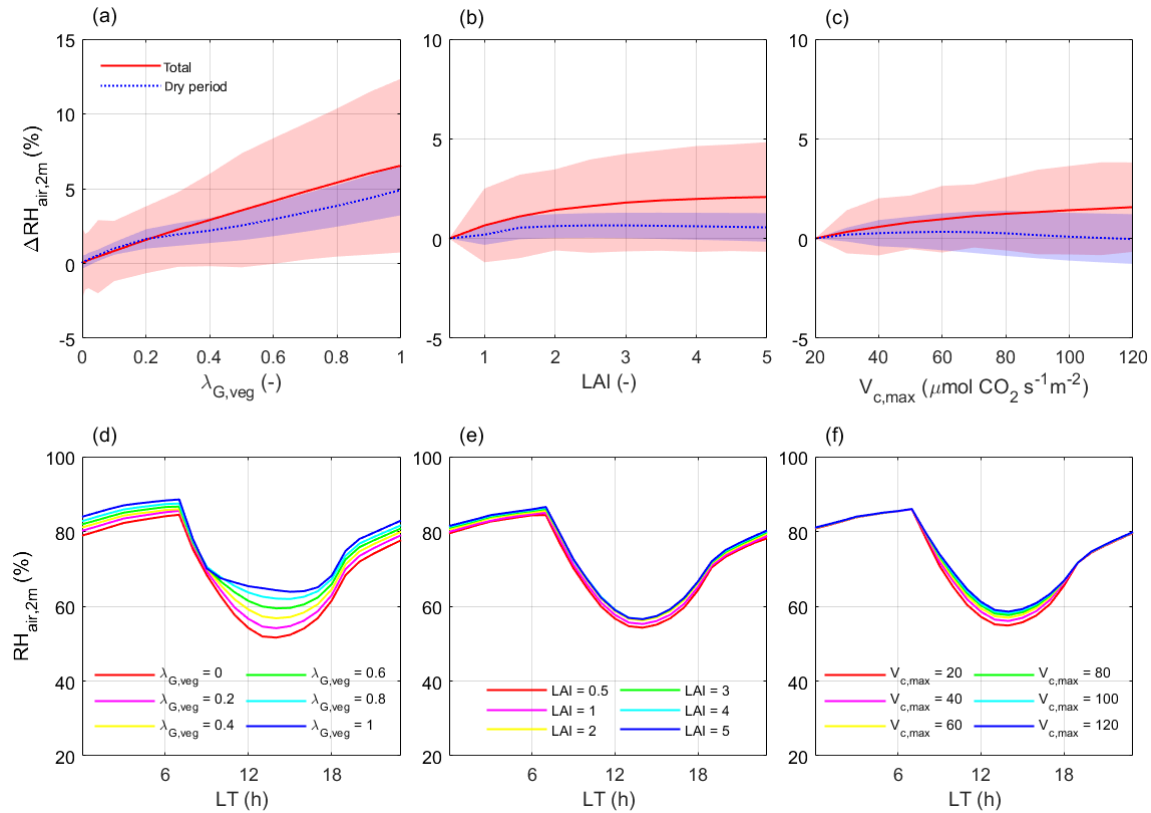 (a)
(b)
(c)
15
10
5
0
-5
ΔRH_air,2m (%)
Total
Dry period
0
0.2
0.4
0.6
0.8
1
λ_G,veg (-)
10
5
0
-5
1
2
3
4
5
LAI (-)
10
5
0
-5
20
40
60
80
100
120
V_c,max (μmol CO₂ s⁻¹m⁻²)
(d)
(e)
(f)
100
80
60
40
20
RH_air,2m (%)
λ_G,veg = 0
λ_G,veg = 0.6
λ_G,veg = 0.2
λ_G,veg = 0.8
λ_G,veg = 0.4
λ_G,veg = 1
6
12
18
LT (h)
100
80
60
40
20
LAI = 0.5
LAI = 3
LAI = 1
LAI = 4
LAI = 2
LAI = 5
6
12
18
LT (h)
100
80
60
40
20
V_c,max = 20
V_c,max = 80
V_c,max = 40
V_c,max = 100
V_c,max = 60
V_c,max = 120
6
12
18
LT (h)